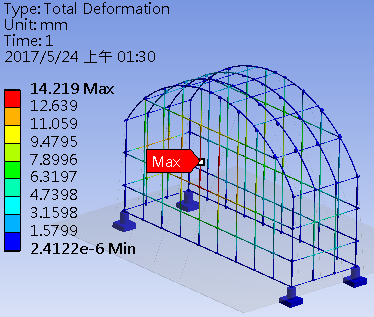 Type: Total Deformation
Unit: mm
Time: 1
2017/5/24 上午 01:30
14.219 Max
12.639
11.059
9.4795
7.8996
6.3197
4.7398
3.1598
1.5799
2.4122e-6 Min
Max